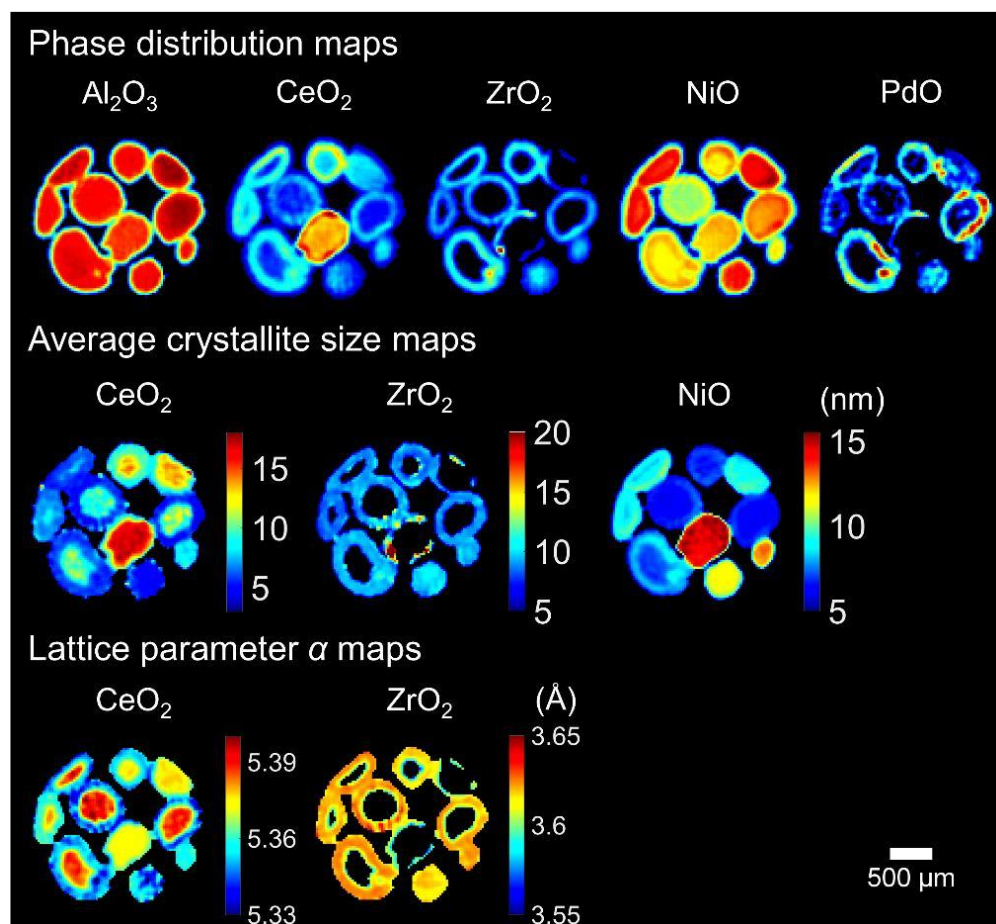 Phase distribution maps
Al₂O₃ CeO₂ ZrO₂ NiO PdO
Average crystallite size maps
CeO₂ ZrO₂ NiO (nm)
15
10
5
20
15
10
5
15
10
5
Lattice parameter α maps
CeO₂ ZrO₂ (Å)
5.39
5.36
5.33
3.65
3.6
3.55
500 µm